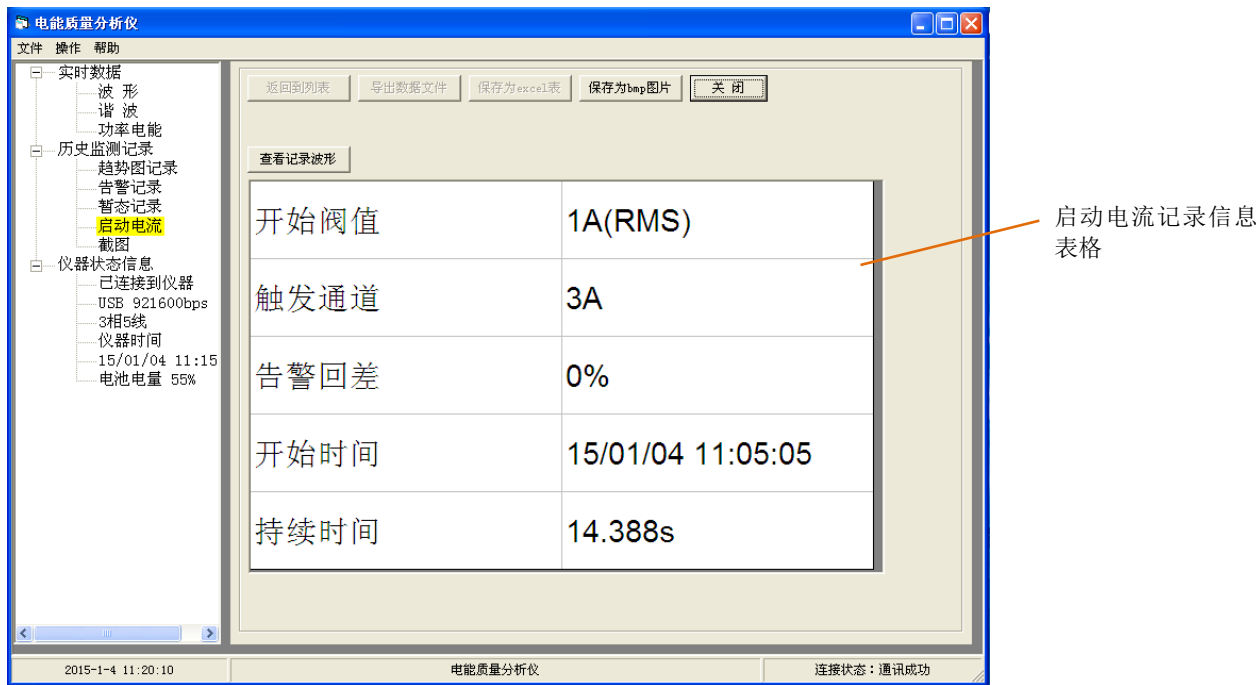 电能质量分析仪
文件 操作 帮助
实时数据
波 形
谐 波
功率电能
历史监测记录
趋势图记录
告警记录
暂态记录
启动电流
截图
仪器状态信息
已连接到仪器
USB 921600bps
3相5线
仪器时间
15/01/04 11:15
电池电量 55%
返回到列表 导出数据文件 保存为excel表 保存为bmp图片 关 闭
查看记录波形
开始阀值 1A(RMS)
触发通道 3A
告警回差 0%
开始时间 15/01/04 11:05:05
持续时间 14.388s
启动电流记录信息
表格
2015-1-4 11:20:10 电能质量分析仪 连接状态：通讯成功